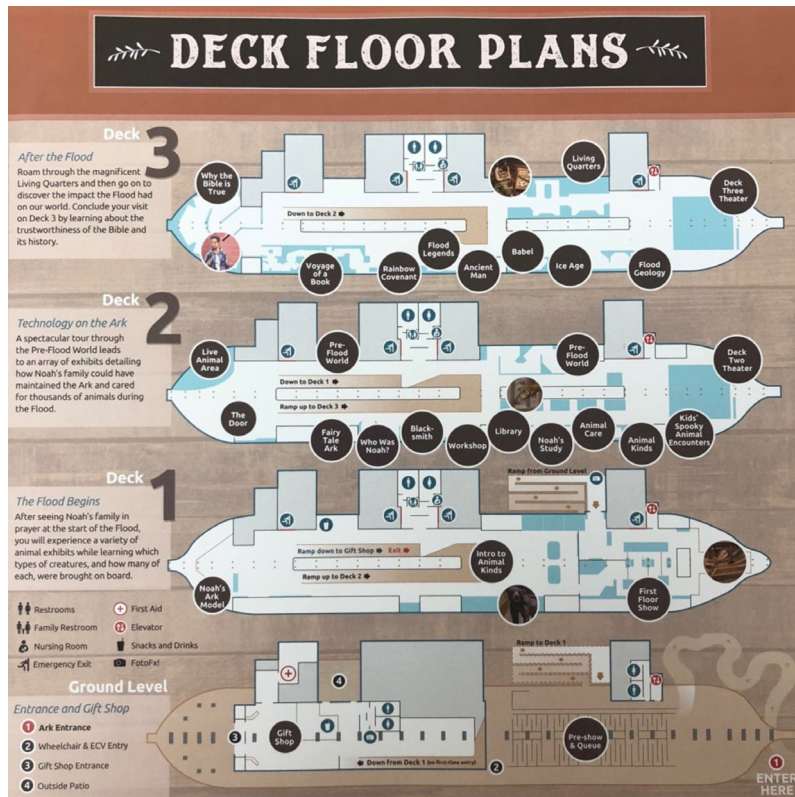 DECK FLOOR PLANS
Deck 3
After the Flood
Roam through the magnificent
Living Quarters and then go on to
discover the impact the Flood had
on our world. Conclude your visit
on Deck 3 by learning about the
trustworthiness of the Bible and
its history.
Why the
Bible is
True
Living
Quarters
Deck
Three
Theater
Down to Deck 2
Voyage
of a
Book
Rainbow
Covenant
Flood
Legends
Ancient
Man
Babel
Ice Age
Flood
Geology
Deck 2
Technology on the Ark
A spectacular tour through
the Pre-Flood World leads
to an array of exhibits detailing
how Noah's family could have
maintained the Ark and cared
for thousands of animals during
the Flood.
Live
Animal
Area
Pre-
Flood
World
Pre-
Flood
World
Deck
Two
Theater
Down to Deck 1
Ramp up to Deck 3
The
Door
Fairy
Tale
Ark
Who Was
Noah?
Black-
smith
Workshop
Library
Noah's
Study
Animal
Care
Animal
Kinds
Kids'
Spooky
Animal
Encounters
Deck 1
The Flood Begins
After seeing Noah's family in
prayer at the start of the Flood,
you will experience a variety of
animal exhibits while learning which
types of creatures, and how many of
each, were brought on board.
Ramp from Ground Level
Ramp down to Gift Shop Exit
Ramp up to Deck 2
Intro to
Animal
Kinds
Noah's
Ark
Model
First
Floor
Show
Restrooms
Family Restroom
Nursing Room
Emergency Exit
First Aid
Elevator
Snacks and Drinks
FotoFx!
Ground Level
Entrance and Gift Shop
1 Ark Entrance
2 Wheelchair & ECV Entry
3 Gift Shop Entrance
4 Outside Patio
Ramp to Deck 1
4
3
Gift
Shop
Pre-show
& Queue
Down from Deck 1 (no first-time entry)
2
1
ENTER
HERE